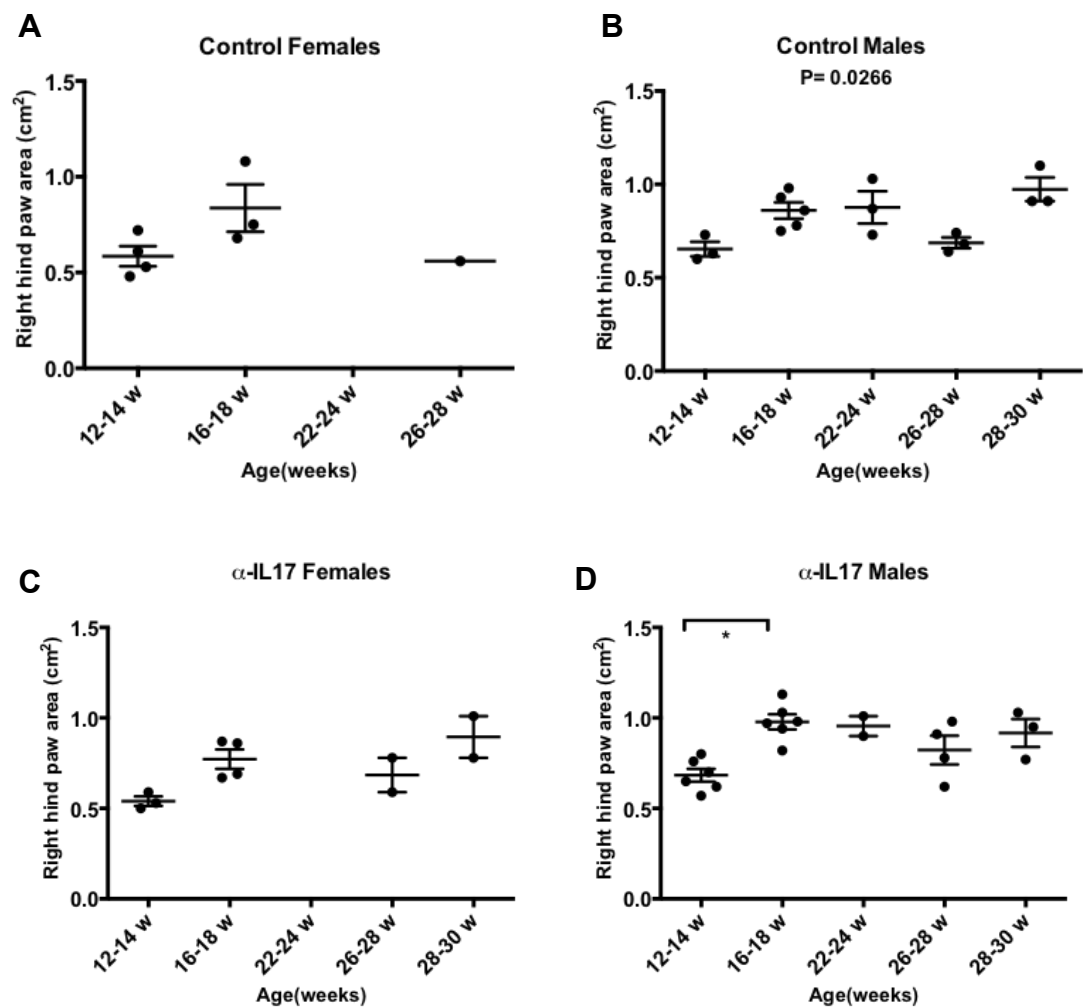 A
Control Females
Right hind paw area (cm²)
1.5
1.0
0.5
0.0
12-14 w
16-18 w
22-24 w
26-28 w
Age(weeks)
B
Control Males
P= 0.0266
Right hind paw area (cm²)
1.5
1.0
0.5
0.0
12-14 w
16-18 w
22-24 w
26-28 w
28-30 w
Age(weeks)
C
α-IL17 Females
Right hind paw area (cm²)
1.5
1.0
0.5
0.0
12-14 w
16-18 w
22-24 w
26-28 w
28-30 w
Age(weeks)
D
α-IL17 Males
*
Right hind paw area (cm²)
1.5
1.0
0.5
0.0
12-14 w
16-18 w
22-24 w
26-28 w
28-30 w
Age(weeks)